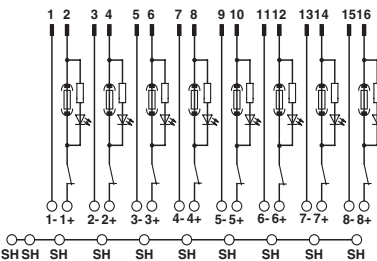 1 2 3 4 5 6 7 8 9 10 11 12 13 14 15 16
1- 1+ 2- 2+ 3- 3+ 4- 4+ 5- 5+ 6- 6+ 7- 7+ 8- 8+
SH SH SH SH SH SH SH SH SH